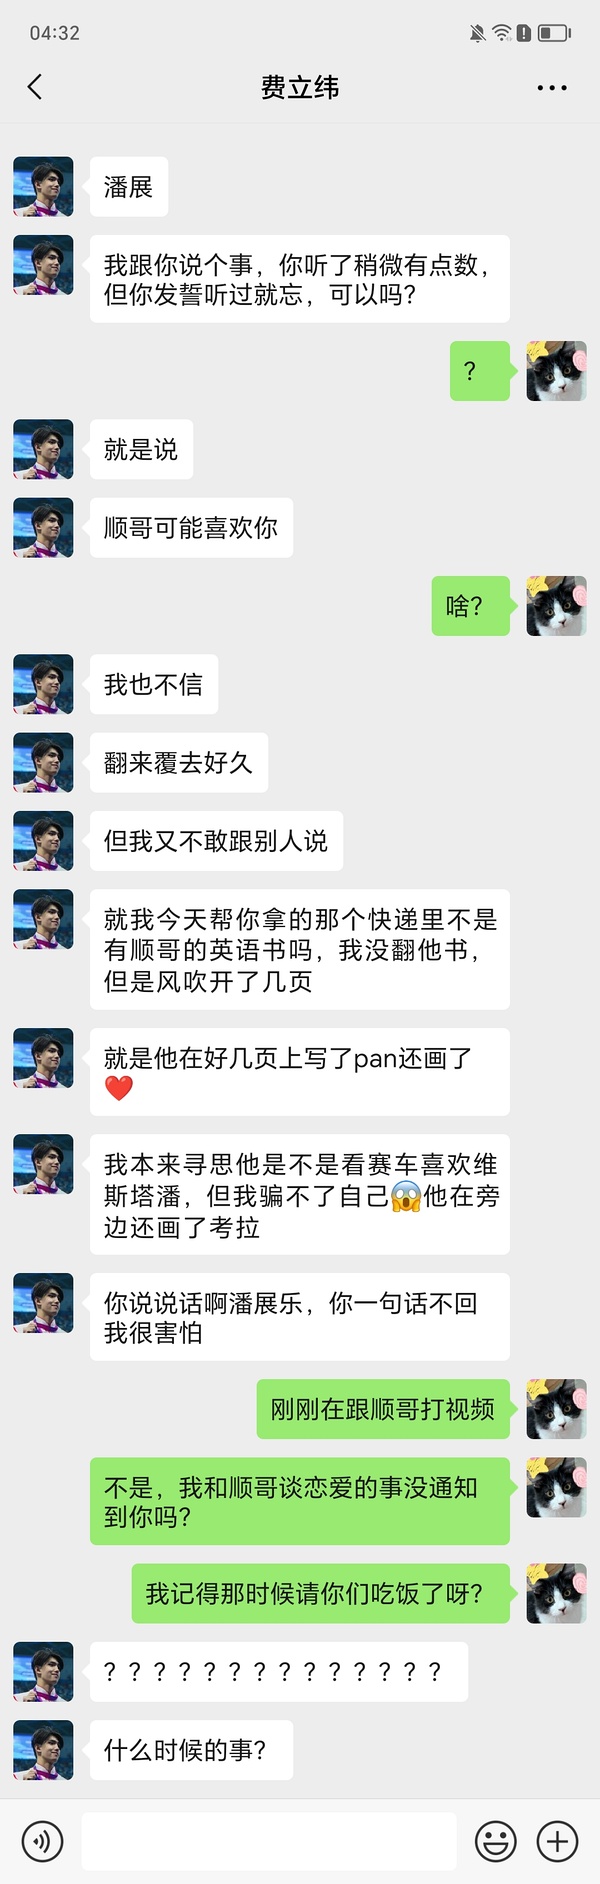 04:32
费立纬
潘展
我跟你说个事，你听了稍微有点数，
但你发誓听过就忘，可以吗？
？
就是说
顺哥可能喜欢你
啥？
我也不信
翻来覆去好久
但我又不敢跟别人说
就我今天帮你拿的那个快递里不是
有顺哥的英语书吗，我没翻他书，
但是风吹开了几页
就是他在好几页上写了pan还画了
❤️
我本来寻思他是不是看赛车喜欢维
斯塔潘，但我骗不了自己😱他在旁
边还画了考拉
你说说话啊潘展乐，你一句话不回
我很害怕
刚刚在跟顺哥打视频
不是，我和顺哥谈恋爱的事没通知
到你吗？
我记得那时候请你们吃饭了呀？
？？？？？？？？？？？？？？
什么时候的事？